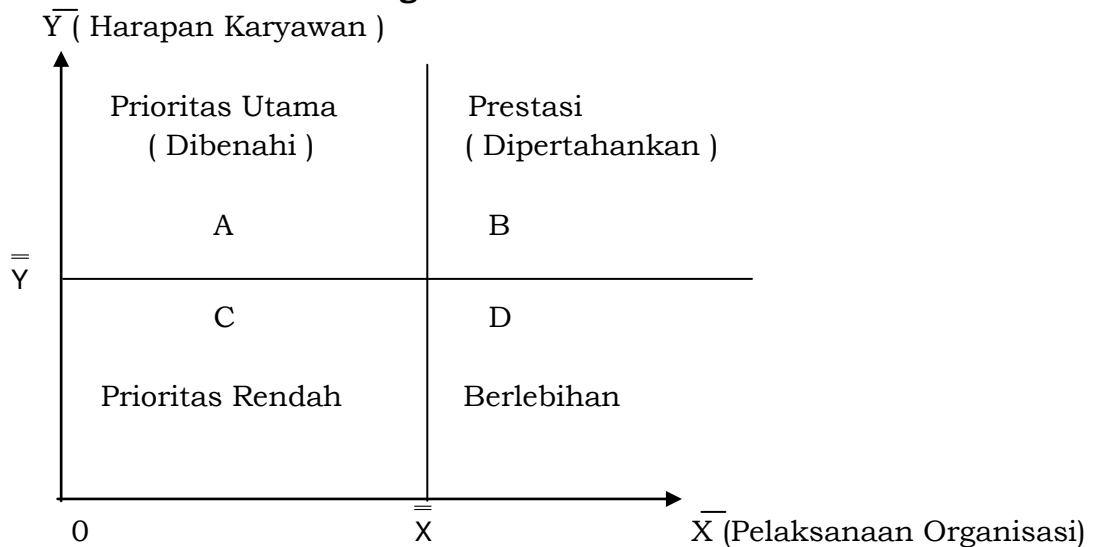 Y̅ ( Harapan Karyawan )
Prioritas Utama
( Dibenahi )
Prestasi
( Dipertahankan )
A
B
Y̿
C
D
Prioritas Rendah
Berlebihan
0
X̿
X̅ (Pelaksanaan Organisasi)